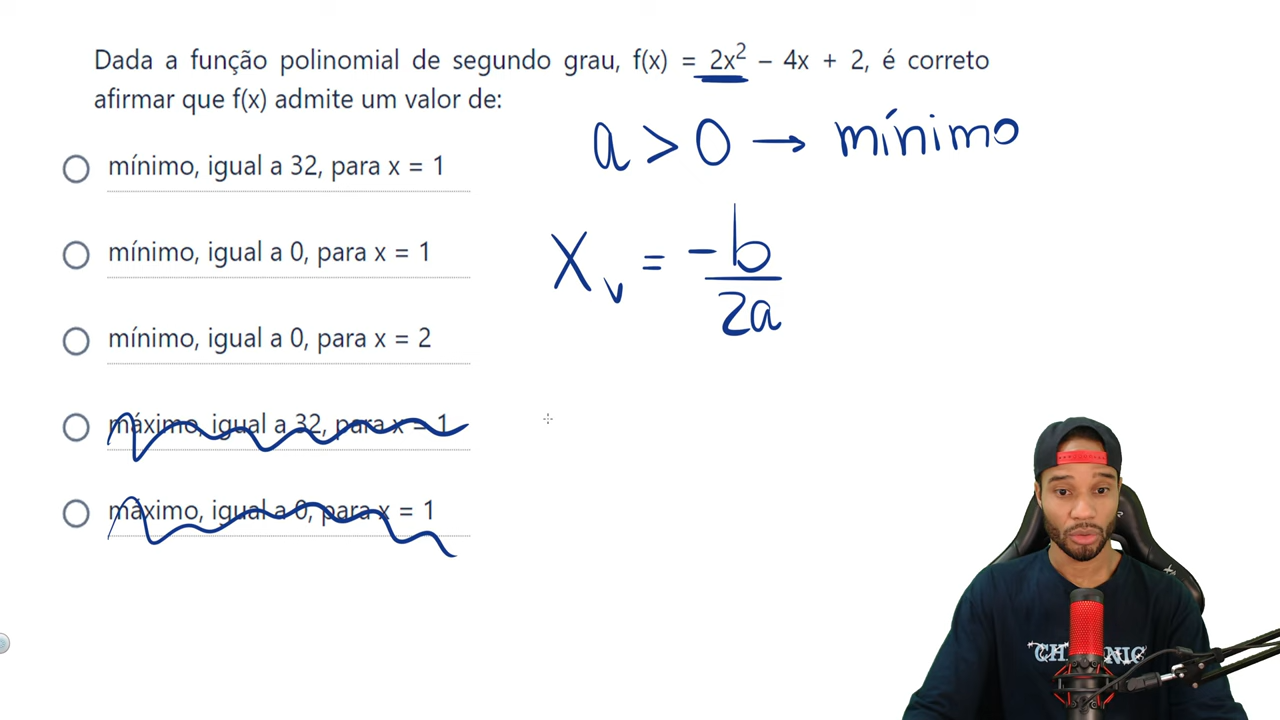 Dada a função polinomial de segundo grau, f(x) = 2x² – 4x + 2, é correto
afirmar que f(x) admite um valor de:
a > 0 → mínimo
mínimo, igual a 32, para x = 1
mínimo, igual a 0, para x = 1
X_v = -b/2a
mínimo, igual a 0, para x = 2
máximo, igual a 32, para x = 1
máximo, igual a 0, para x = 1